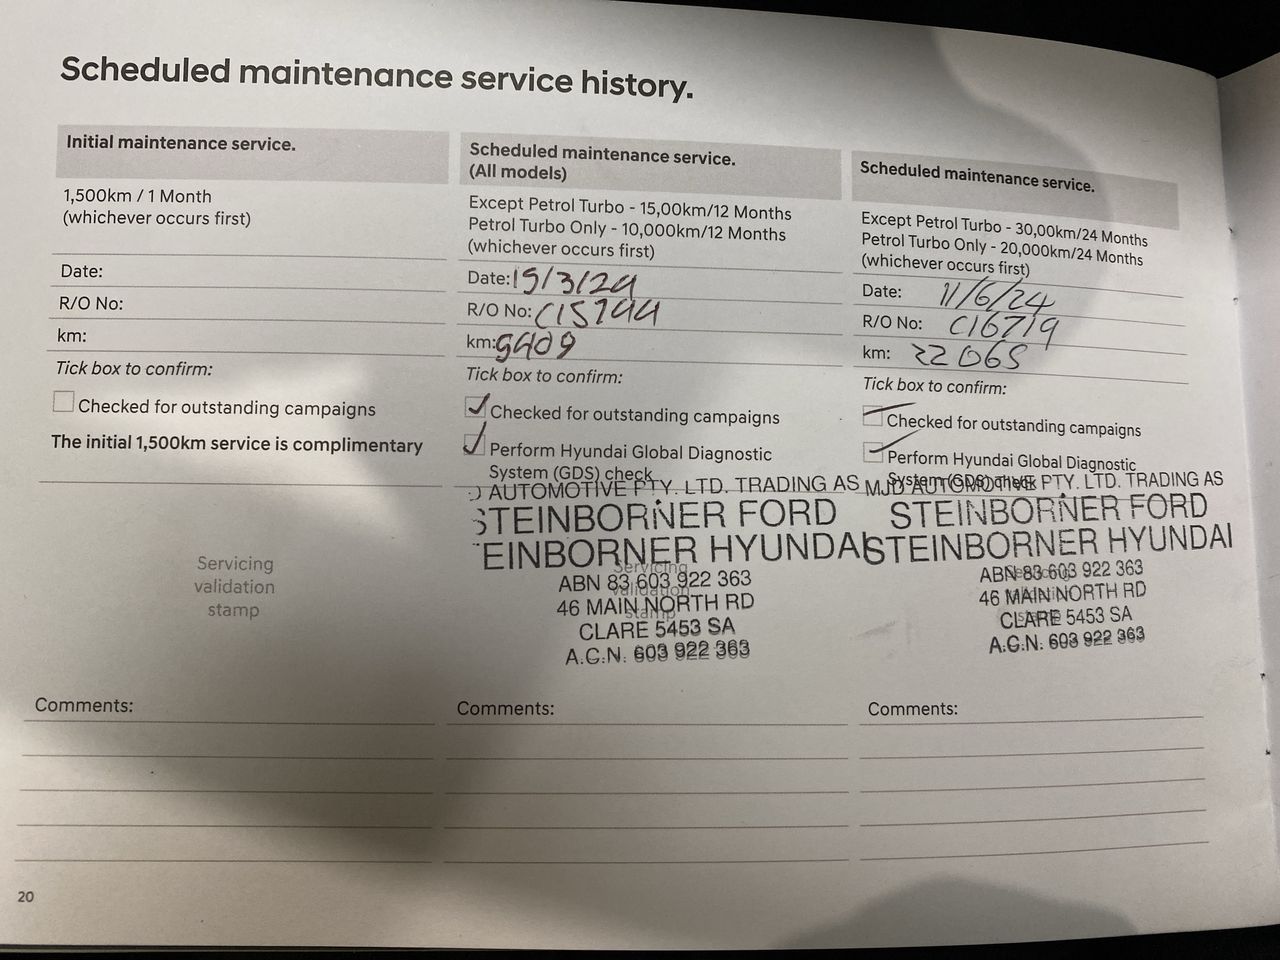 Scheduled maintenance service history.
Initial maintenance service.
1,500km / 1 Month
(whichever occurs first)
Date:
R/O No:
km:
Tick box to confirm:
Checked for outstanding campaigns
The initial 1,500km service is complimentary
Servicing
validation
stamp
Comments:
Scheduled maintenance service.
(All models)
Except Petrol Turbo - 15,00km/12 Months
Petrol Turbo Only - 10,000km/12 Months
(whichever occurs first)
Date: 15/3/24
R/O No: C15744
km: 9409
Tick box to confirm:
Checked for outstanding campaigns
Perform Hyundai Global Diagnostic
System (GDS) check
AUTOMOTIVE PTY. LTD. TRADING AS
STEINBORNER FORD
EINBORNER HYUNDAI
Servicing
ABN 83 603 922 363
validation
46 MAIN NORTH RD
stamp
CLARE 5453 SA
A.C.N. 603 922 363
Comments:
Scheduled maintenance service.
Except Petrol Turbo - 30,00km/24 Months
Petrol Turbo Only - 20,000km/24 Months
(whichever occurs first)
Date: 11/6/24
R/O No: C16719
km: 22065
Tick box to confirm:
Checked for outstanding campaigns
Perform Hyundai Global Diagnostic
System (GDS) check
MJD AUTOMOTIVE PTY. LTD. TRADING AS
STEINBORNER FORD
STEINBORNER HYUNDAI
ABN 83 603 922 363
46 MAIN NORTH RD
CLARE 5453 SA
A.C.N. 603 922 363
Comments:
20